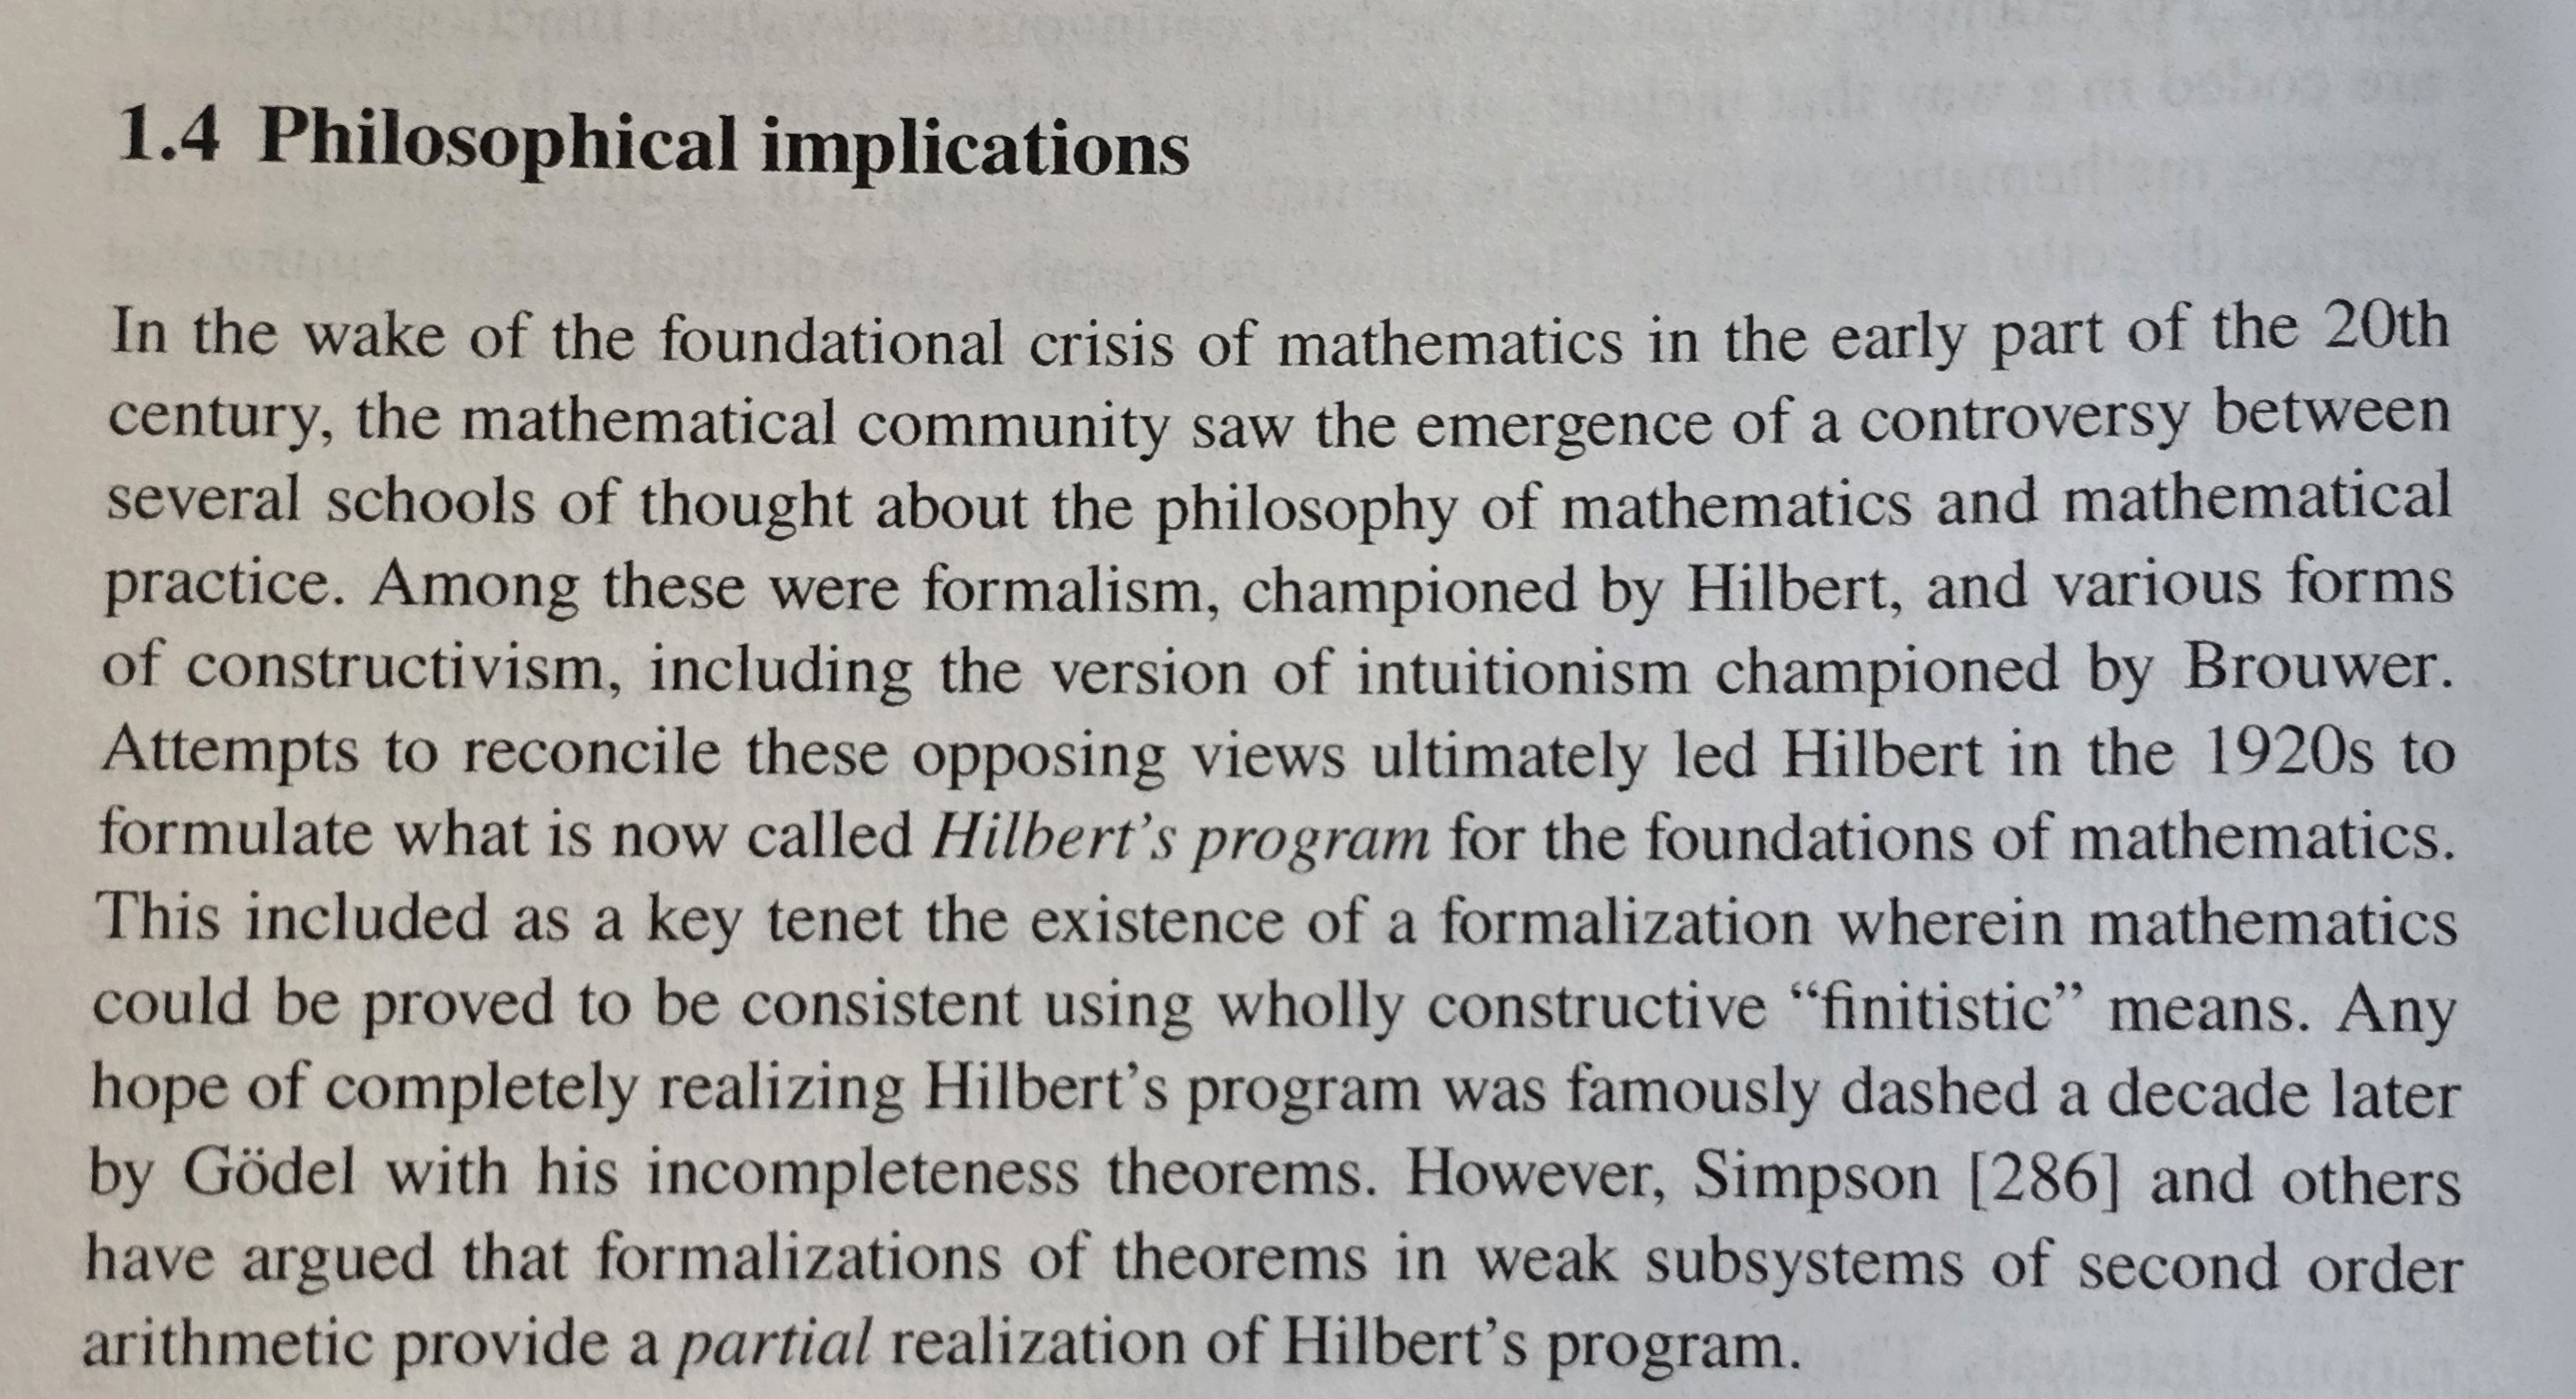 1.4 Philosophical implications
In the wake of the foundational crisis of mathematics in the early part of the 20th
century, the mathematical community saw the emergence of a controversy between
several schools of thought about the philosophy of mathematics and mathematical
practice. Among these were formalism, championed by Hilbert, and various forms
of constructivism, including the version of intuitionism championed by Brouwer.
Attempts to reconcile these opposing views ultimately led Hilbert in the 1920s to
formulate what is now called Hilbert’s program for the foundations of mathematics.
This included as a key tenet the existence of a formalization wherein mathematics
could be proved to be consistent using wholly constructive “finitistic” means. Any
hope of completely realizing Hilbert’s program was famously dashed a decade later
by Gödel with his incompleteness theorems. However, Simpson [286] and others
have argued that formalizations of theorems in weak subsystems of second order
arithmetic provide a partial realization of Hilbert’s program.